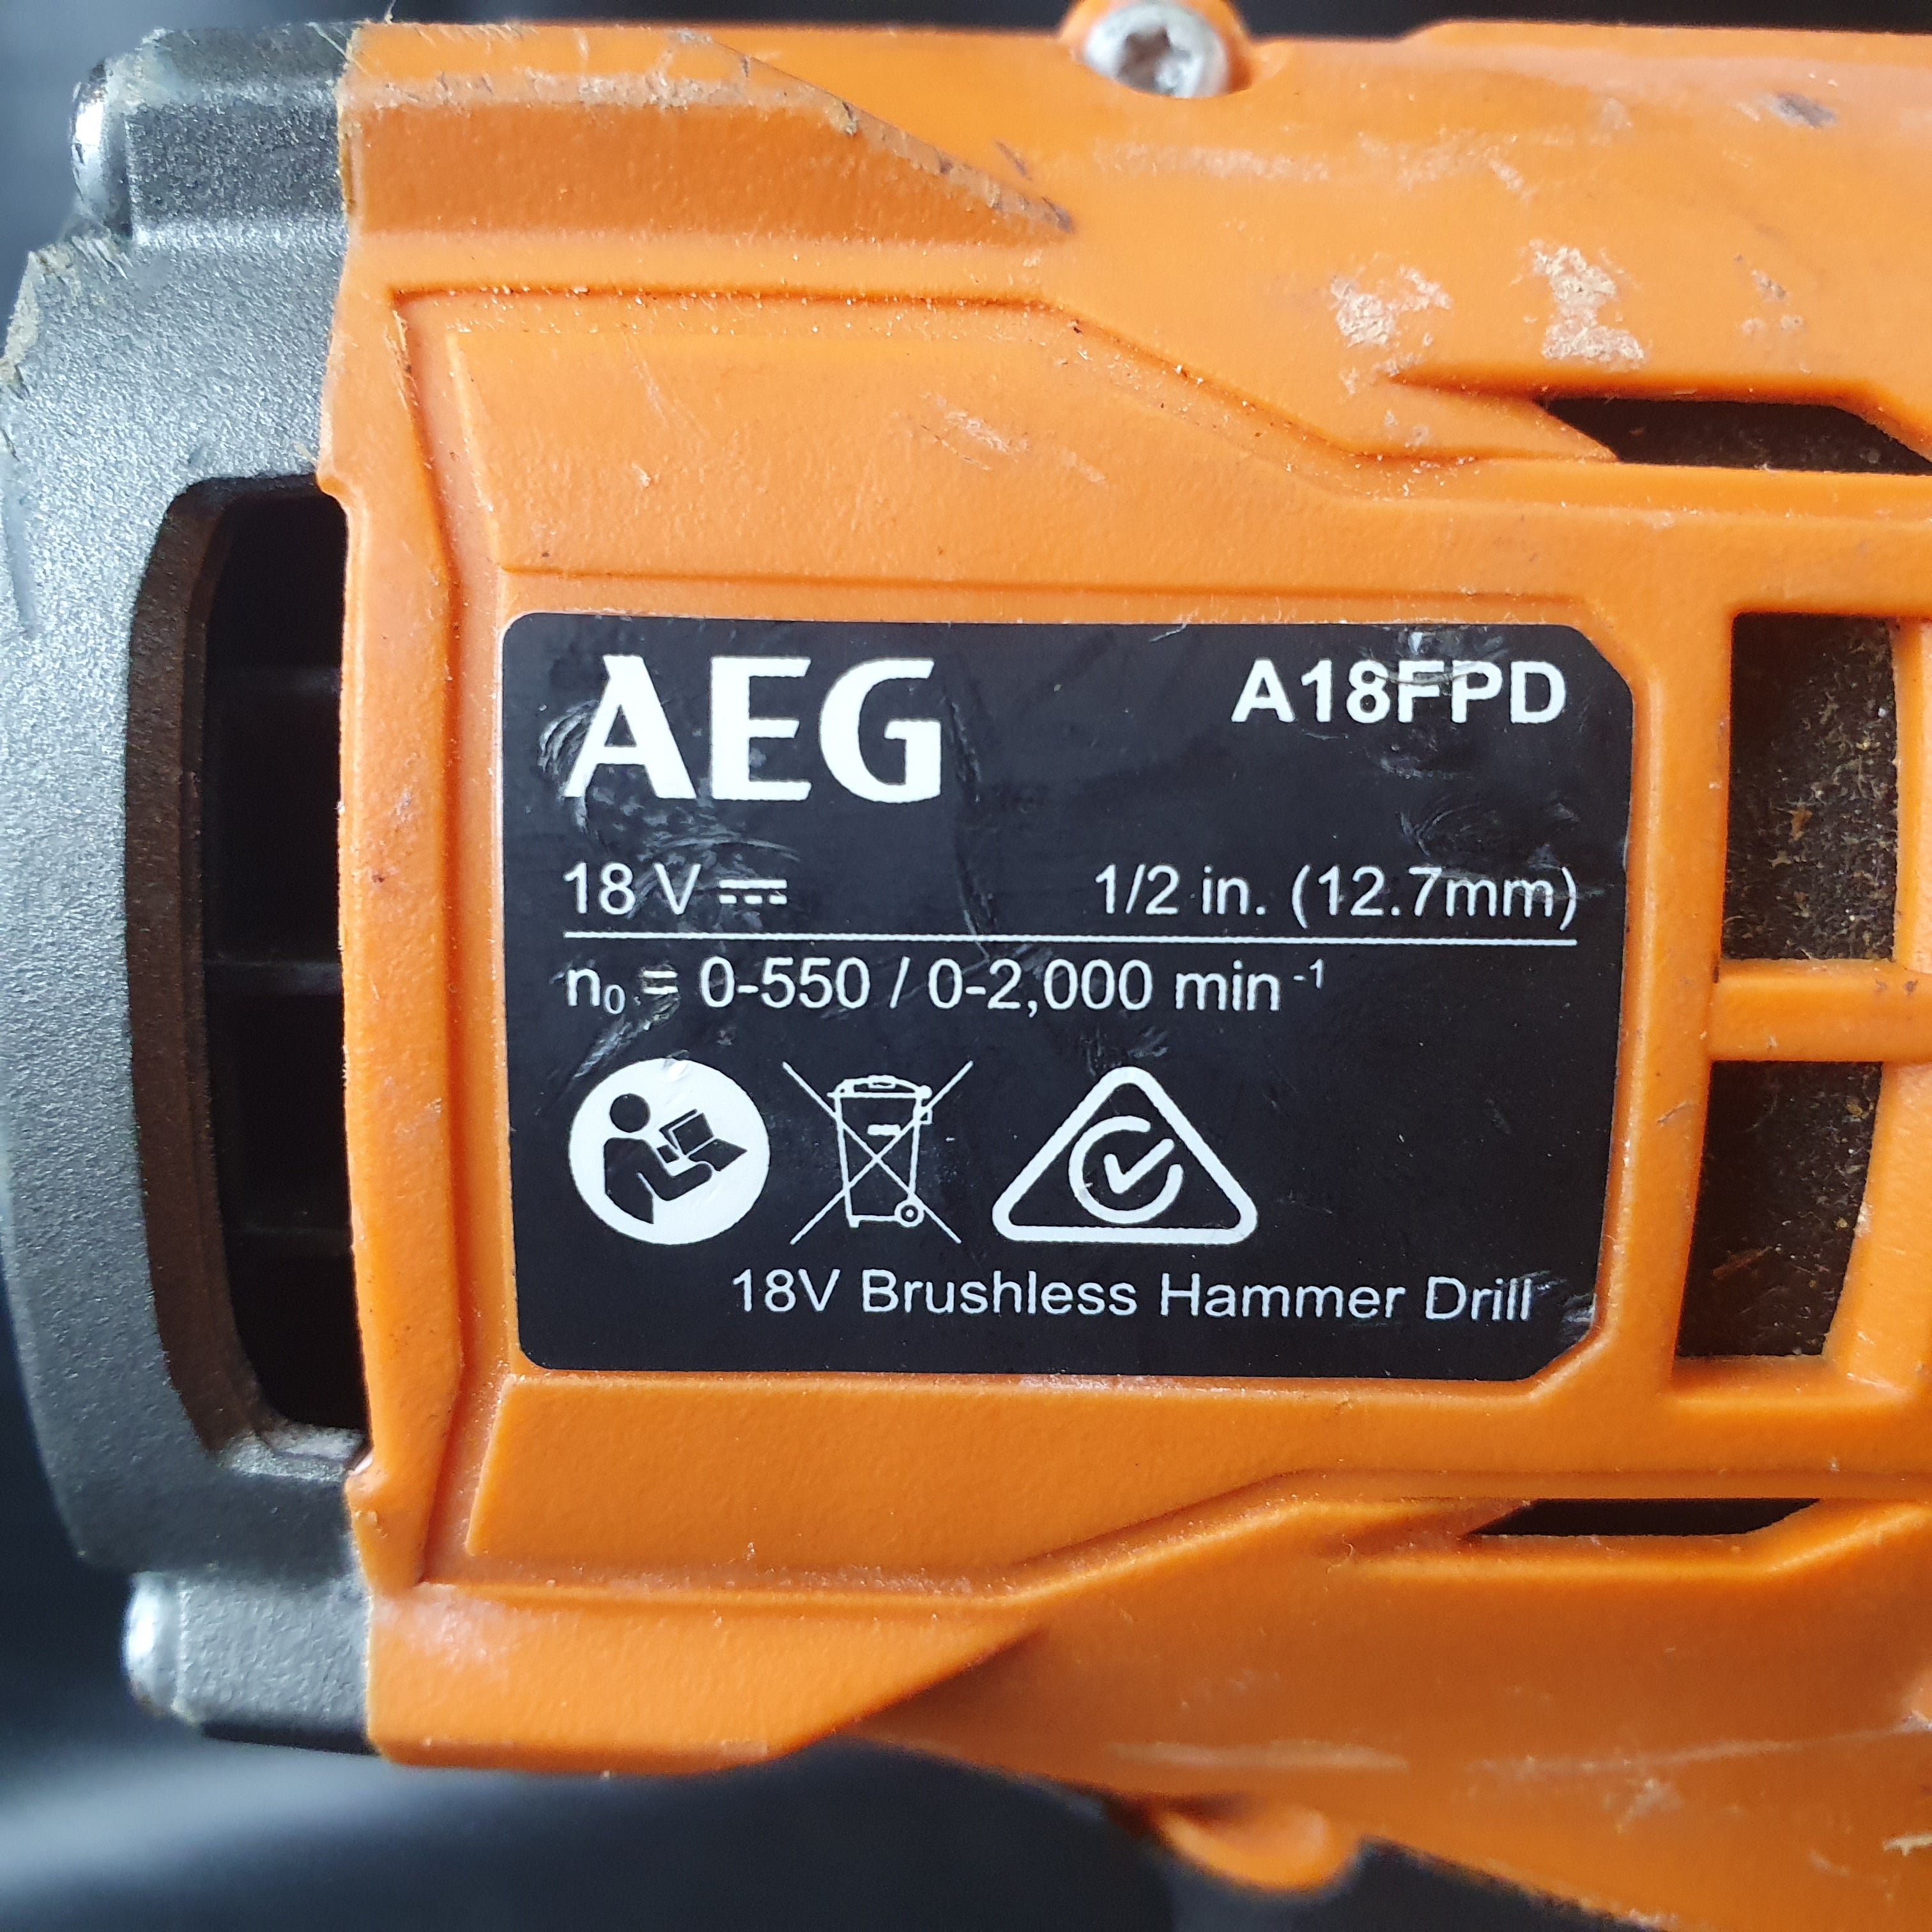 AEG
A18FPD
18 V ⎓
1/2 in. (12.7mm)
n₀ = 0-550 / 0-2,000 min⁻¹
18V Brushless Hammer Drill